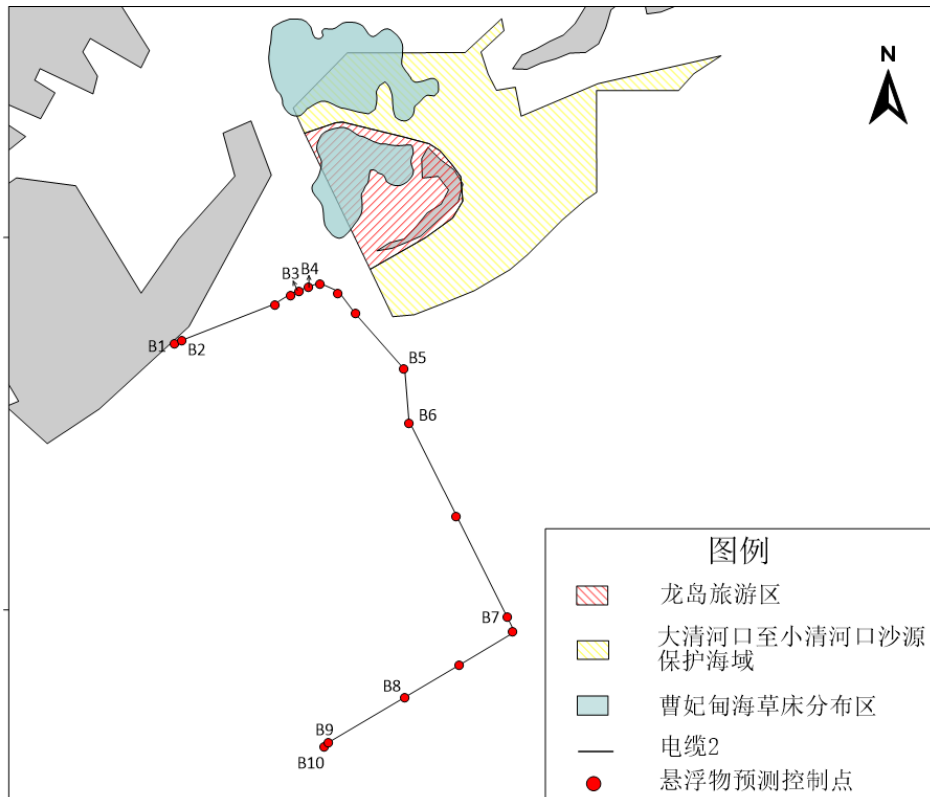 N
B3
B4
B1
B2
B5
B6
B7
B8
B9
B10
图例
龙岛旅游区
大清河口至小清河口沙源
保护海域
曹妃甸海草床分布区
电缆2
悬浮物预测控制点